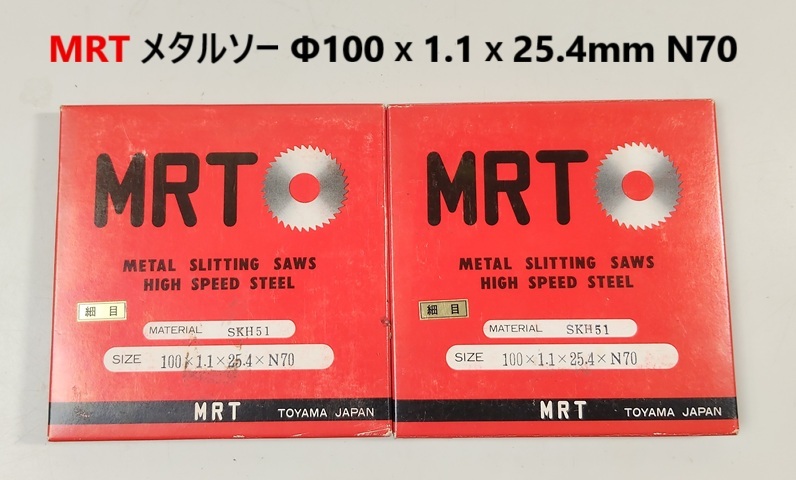 MRT メタルソー Φ100 x 1.1 x 25.4mm N70
MRT
METAL SLITTING SAWS
HIGH SPEED STEEL
細目
MATERIAL SKH51
SIZE 100×1.1×25.4×N70
MRT TOYAMA JAPAN
MRT
METAL SLITTING SAWS
HIGH SPEED STEEL
細目
MATERIAL SKH51
SIZE 100×1.1×25.4×N70
MRT TOYAMA JAPAN